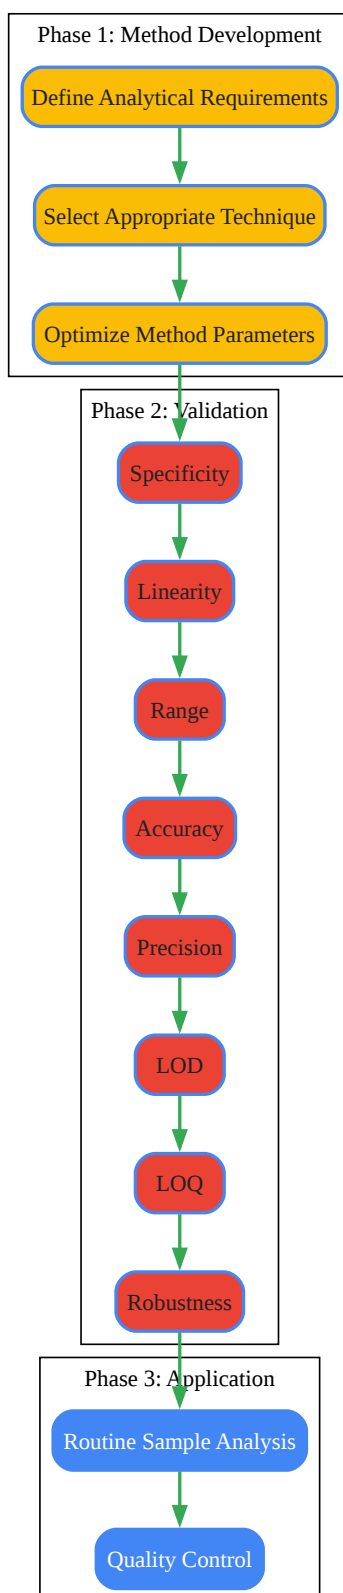 Phase 1: Method Development
Define Analytical Requirements
Select Appropriate Technique
Optimize Method Parameters
Phase 2: Validation
Specificity
Linearity
Range
Accuracy
Precision
LOD
LOQ
Robustness
Phase 3: Application
Routine Sample Analysis
Quality Control